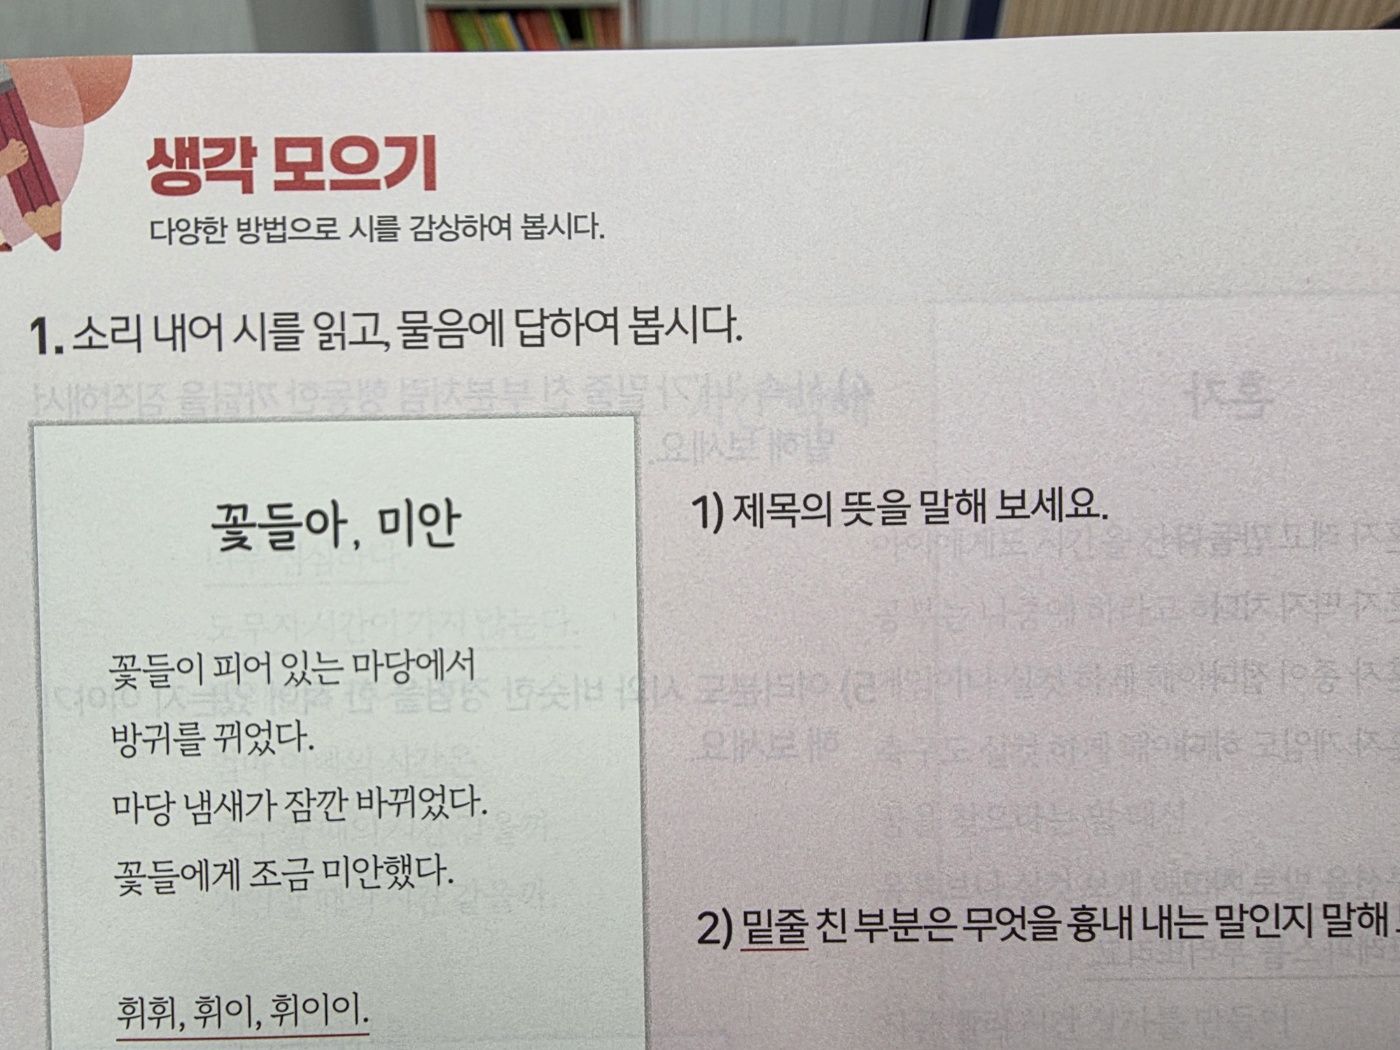 생각 모으기
다양한 방법으로 시를 감상하여 봅시다.
1. 소리 내어 시를 읽고, 물음에 답하여 봅시다.
꽃들아, 미안
꽃들이 피어 있는 마당에서
방귀를 뀌었다.
마당 냄새가 잠깐 바뀌었다.
꽃들에게 조금 미안했다.
휘휘, 휘이, 휘이이.
1) 제목의 뜻을 말해 보세요.
2) 밑줄 친 부분은 무엇을 흉내 내는 말인지 말해